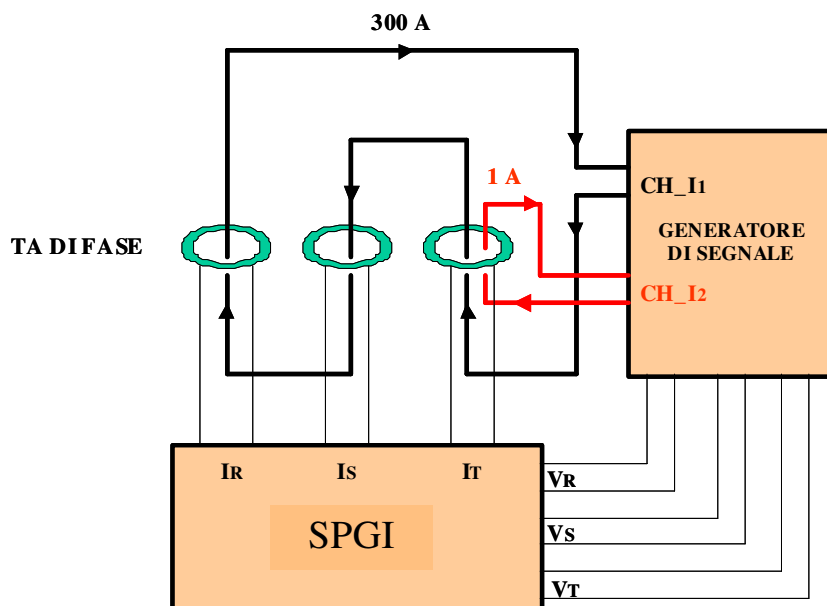 300 A
1 A
CH_I1
GENERATORE
DI SEGNALE
TA DI FASE
CH_I2
IR IS IT
VR
SPGI
VS
VT